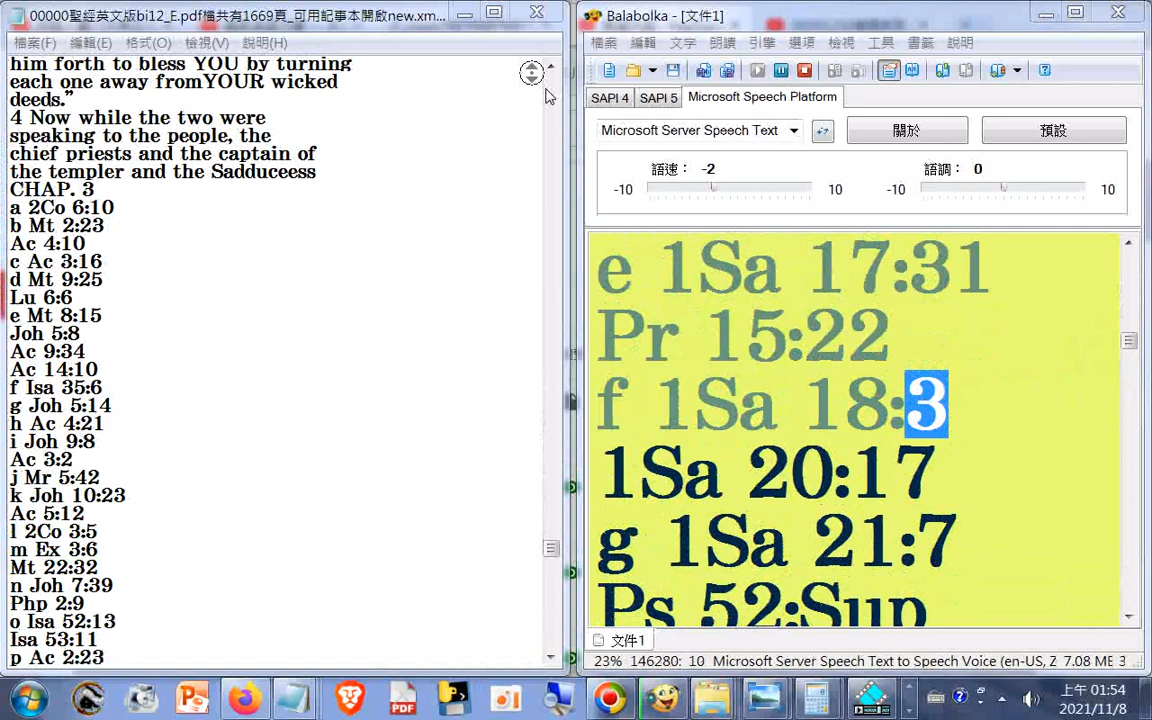 00000聖經英文版bi12_E.pdf檔共有1669頁_可用記事本開啟new.xm...
檔案(F) 編輯(E) 格式(O) 檢視(V) 說明(H)
him forth to bless YOU by turning
each one away fromYOUR wicked
deeds.”
4 Now while the two were
speaking to the people, the
chief priests and the captain of
the templer and the Sadduceess
CHAP. 3
a 2Co 6:10
b Mt 2:23
Ac 4:10
c Ac 3:16
d Mt 9:25
Lu 6:6
e Mt 8:15
Joh 5:8
Ac 9:34
Ac 14:10
f Isa 35:6
g Joh 5:14
h Ac 4:21
i Joh 9:8
Ac 3:2
j Mr 5:42
k Joh 10:23
Ac 5:12
l 2Co 3:5
m Ex 3:6
Mt 22:32
n Joh 7:39
Php 2:9
o Isa 52:13
Isa 53:11
p Ac 2:23
Balabolka - [文件1]
檔案 編輯 文字 朗讀 引擎 選項 檢視 工具 書籤 說明
SAPI 4 SAPI 5 Microsoft Speech Platform
Microsoft Server Speech Text 關於 預設
語速: -2 語調: 0
-10 10 -10 10
e 1Sa 17:31
Pr 15:22
f 1Sa 18:3
1Sa 20:17
g 1Sa 21:7
Ps 52:Sup
文件1
23% 146280: 10 Microsoft Server Speech Text to Speech Voice (en-US, Z 7.08 MB 3
PDF
上午 01:54
2021/11/8